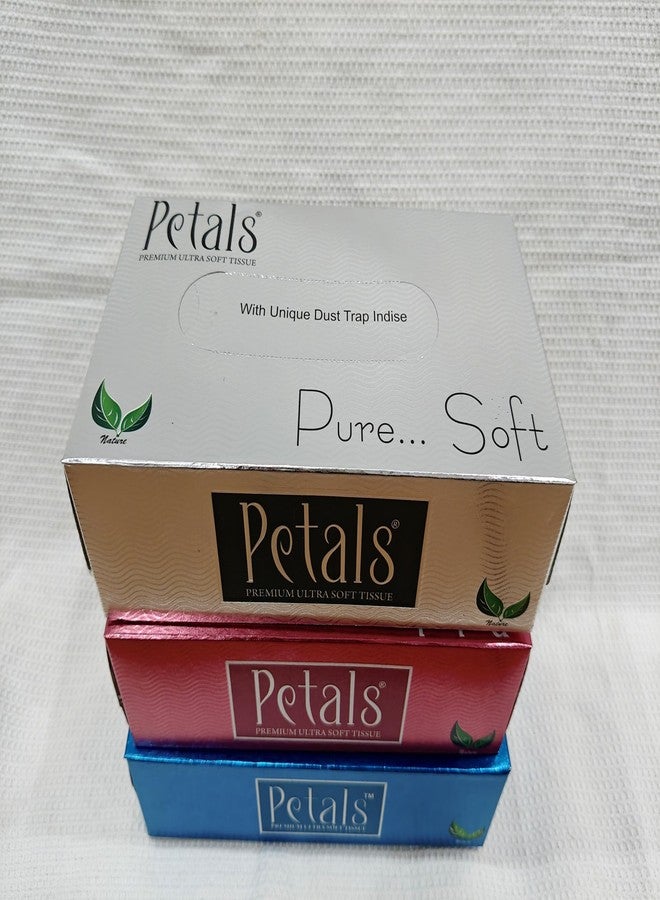 Petals®
PREMIUM ULTRA SOFT TISSUE
With Unique Dust Trap Indise
Pure... Soft
Nature
Petals®
PREMIUM ULTRA SOFT TISSUE
Petals®
PREMIUM ULTRA SOFT TISSUE
Petals™
PREMIUM ULTRA SOFT TISSUE